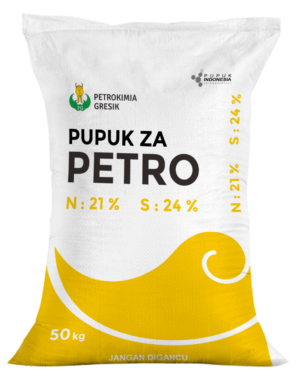 PETROKIMIA
GRESIK
PUPUK
INDONESIA
PUPUK ZA
PETRO
N : 21 % S : 24 %
N : 21 % S : 24 %
50 kg
JANGAN DIGANCU